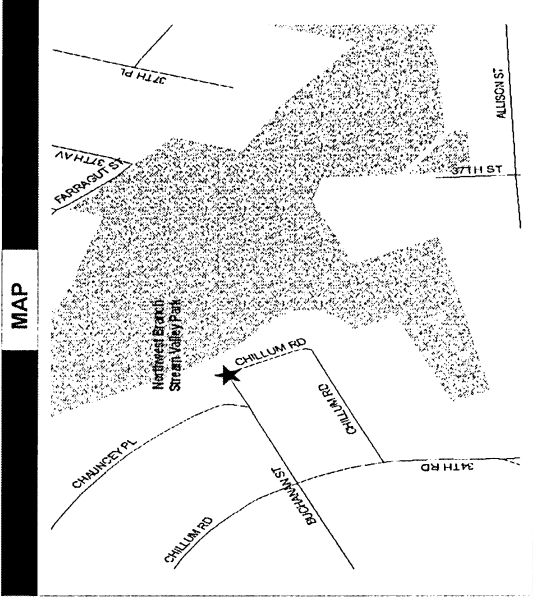 MAP
37TH PL
37TH AV
FARRAGUT ST
ALLISON ST
37TH ST
Northwest Branch
Stream Valley Park
CHILLUM RD
CHILLUM RD
CHAUNCEY PL
BUCHANAN ST
CHILLUM RD
34TH RD